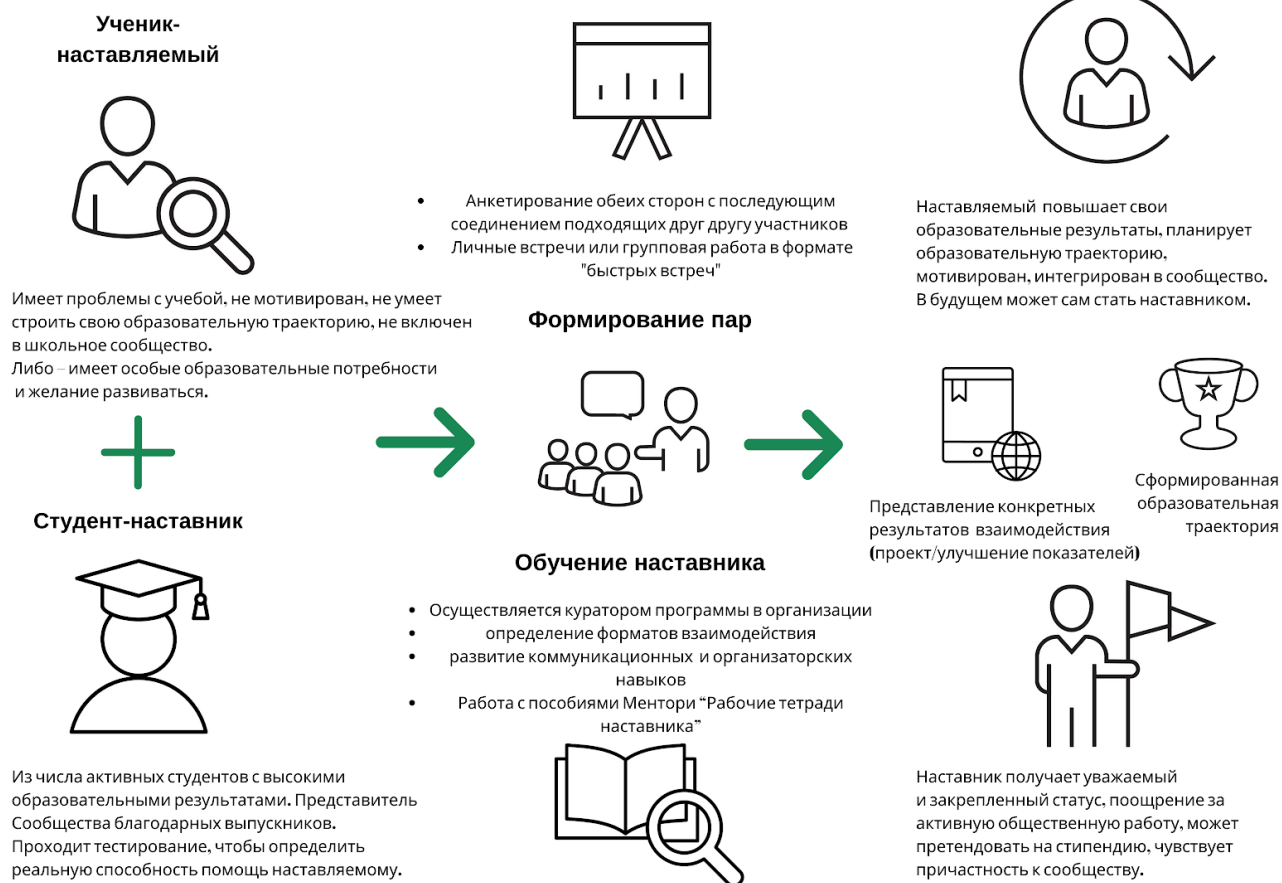 Ученик-
наставляемый
Имеет проблемы с учебой, не мотивирован, не умеет
строить свою образовательную траекторию, не включен
в школьное сообщество.
Либо – имеет особые образовательные потребности
и желание развиваться.
Студент-наставник
Из числа активных студентов с высокими
образовательными результатами. Представитель
Сообщества благодарных выпускников.
Проходит тестирование, чтобы определить
реальную способность помощь наставляемому.
• Анкетирование обеих сторон с последующим
соединением подходящих друг другу участников
• Личные встречи или групповая работа в формате
"быстрых встреч"
Формирование пар
Обучение наставника
• Осуществляется куратором программы в организации
• определение форматов взаимодействия
• развитие коммуникационных и организаторских
навыков
• Работа с пособиями Ментори “Рабочие тетради
наставника”
Наставляемый повышает свои
образовательные результаты, планирует
образовательную траекторию,
мотивирован, интегрирован в сообщество.
В будущем может сам стать наставником.
Представление конкретных
результатов взаимодействия
(проект/улучшение показателей)
Сформированная
образовательная
траектория
Наставник получает уважаемый
и закрепленный статус, поощрение за
активную общественную работу, может
претендовать на стипендию, чувствует
причастность к сообществу.